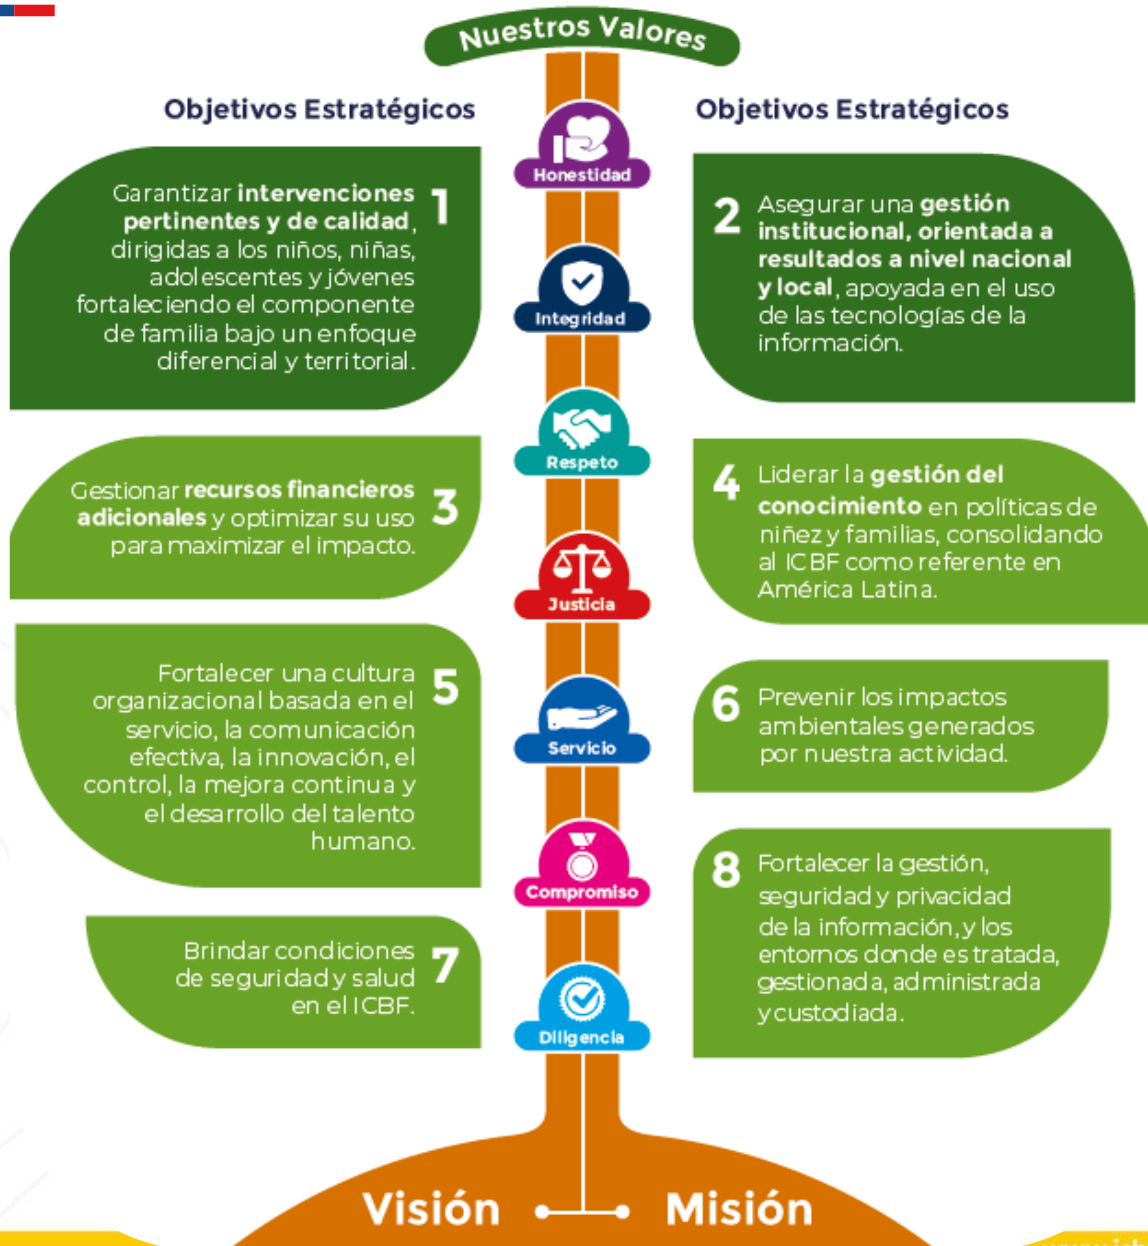 Nuestros Valores
Objetivos Estratégicos
Objetivos Estratégicos
Honestidad
Integridad
Respeto
Justicia
Servicio
Compromiso
Diligencia
1
Garantizar intervenciones
pertinentes y de calidad,
dirigidas a los niños, niñas,
adolescentes y jóvenes
fortaleciendo el componente
de familia bajo un enfoque
diferencial y territorial.
2
Asegurar una gestión
institucional, orientada a
resultados a nivel nacional
y local, apoyada en el uso
de las tecnologías de la
información.
3
Gestionar recursos financieros
adicionales y optimizar su uso
para maximizar el impacto.
4
Liderar la gestión del
conocimiento en políticas de
niñez y familias, consolidando
al ICBF como referente en
América Latina.
5
Fortalecer una cultura
organizacional basada en el
servicio, la comunicación
efectiva, la innovación, el
control, la mejora continua y
el desarrollo del talento
humano.
6
Prevenir los impactos
ambientales generados
por nuestra actividad.
7
Brindar condiciones
de seguridad y salud
en el ICBF.
8
Fortalecer la gestión,
seguridad y privacidad
de la información, y los
entornos donde es tratada,
gestionada, administrada
y custodiada.
Visión
Misión